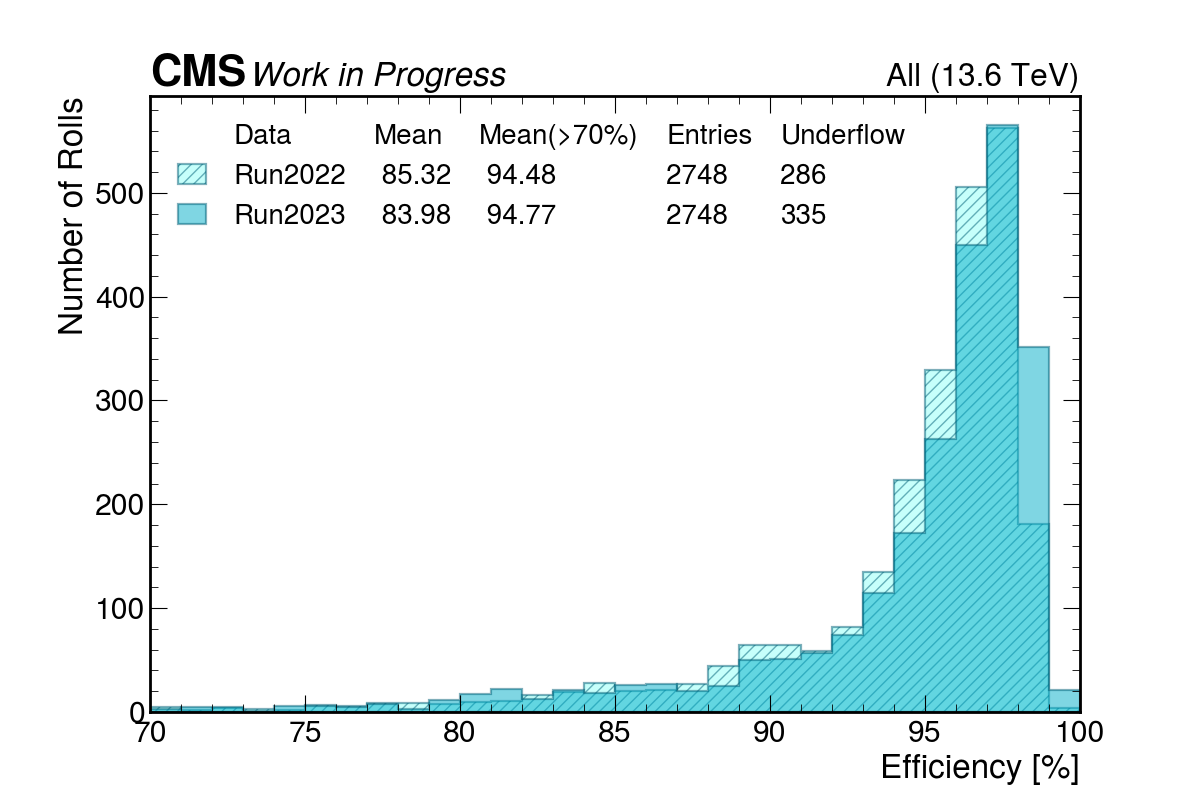 CMS Work in Progress All (13.6 TeV)
Number of Rolls
Data Mean Mean(>70%) Entries Underflow
Run2022 85.32 94.48 2748 286
Run2023 83.98 94.77 2748 335
500
400
300
200
100
0
70 75 80 85 90 95 100
Efficiency [%]